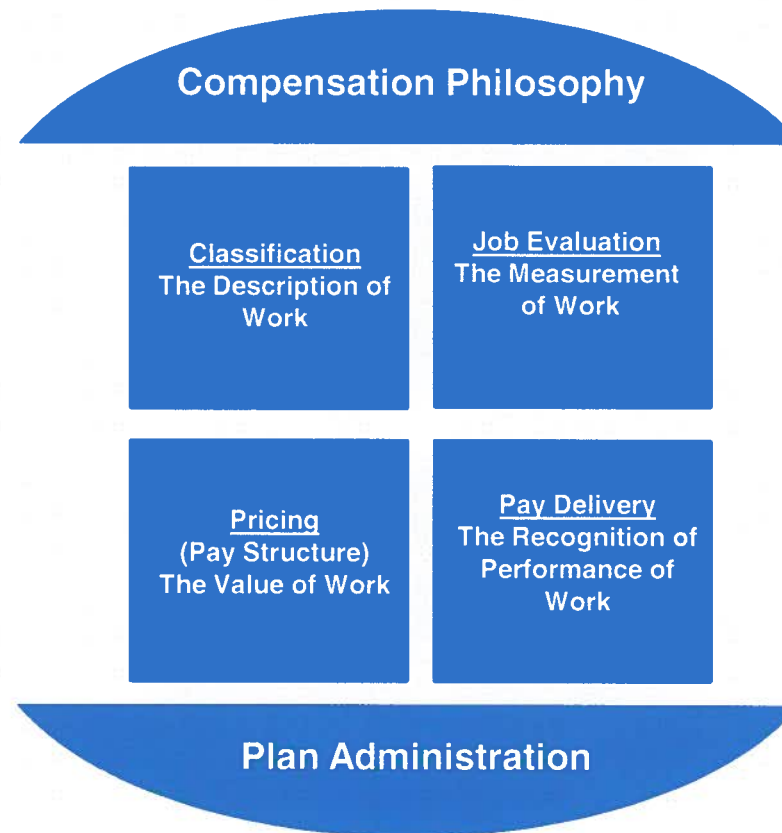 Compensation Philosophy
Classification
The Description of
Work
Job Evaluation
The Measurement
of Work
Pricing
(Pay Structure)
The Value of Work
Pay Delivery
The Recognition of
Performance of
Work
Plan Administration